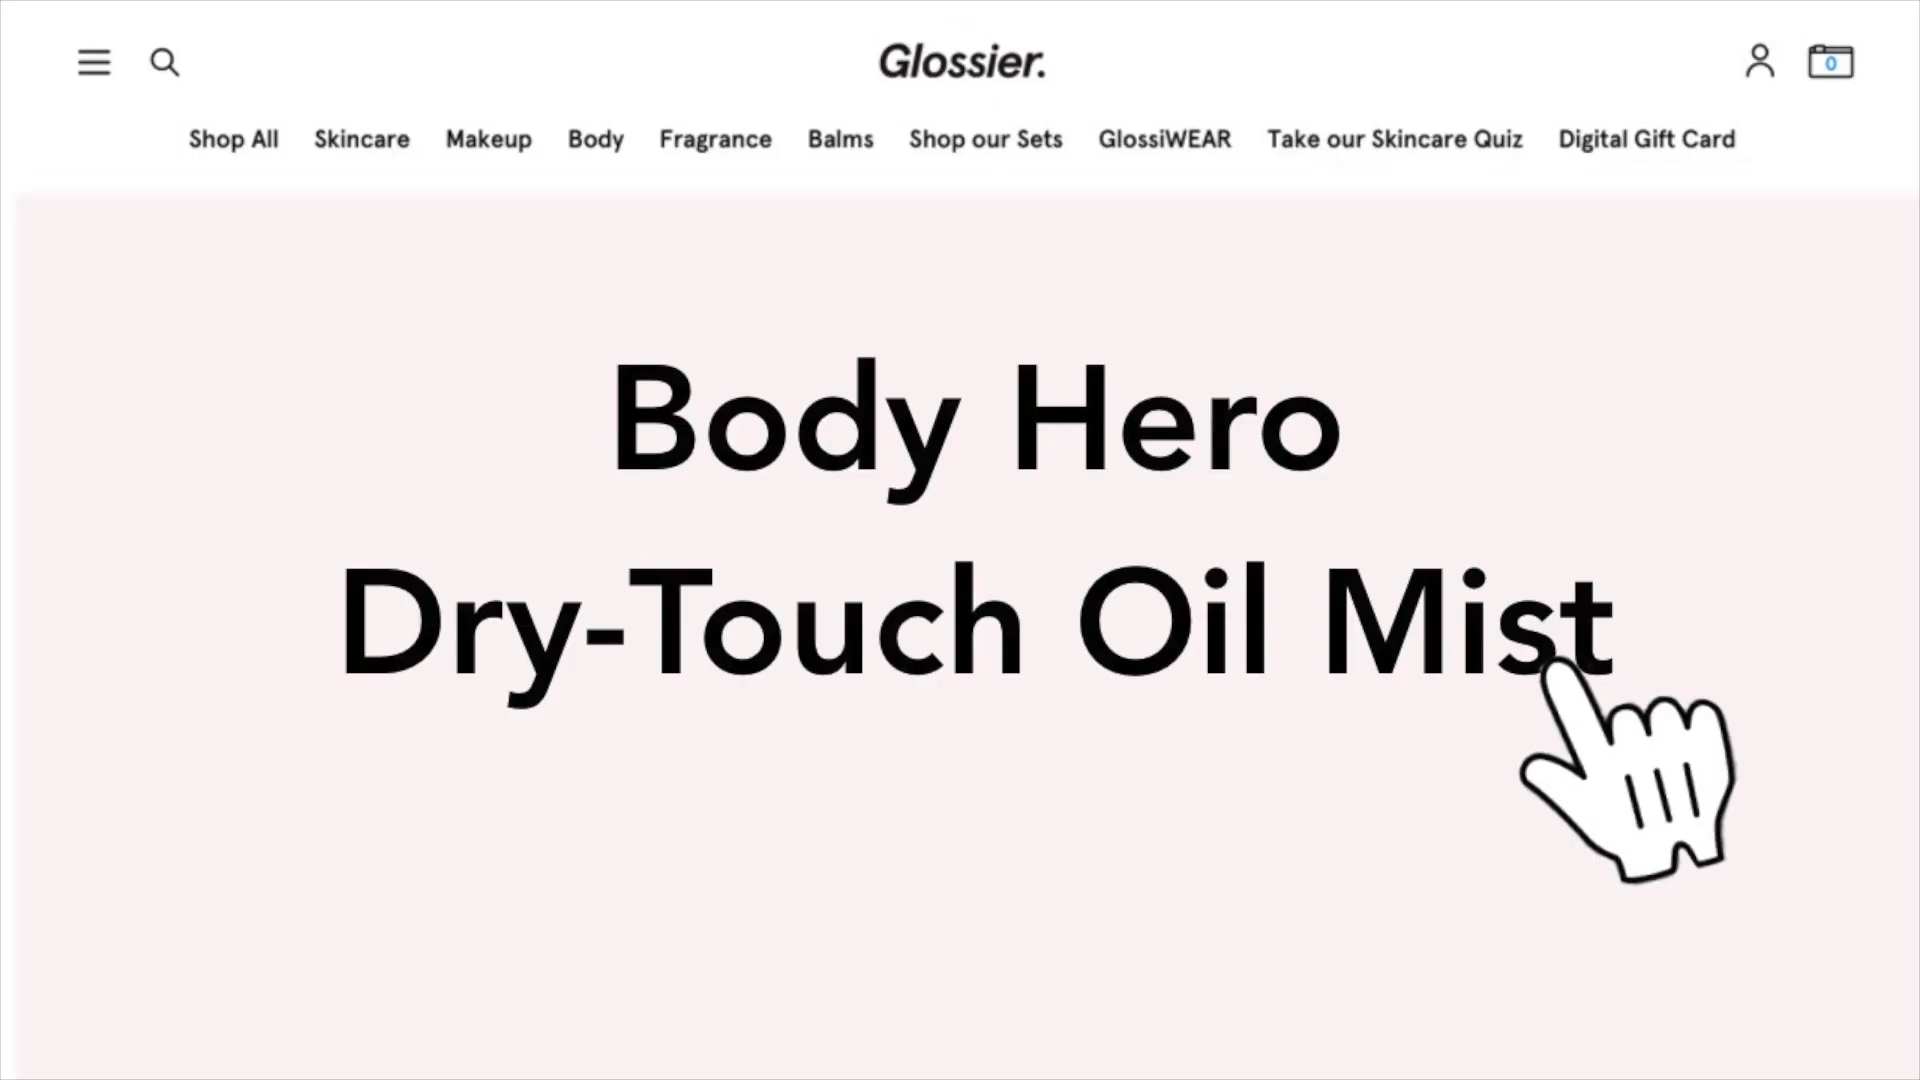 Glossier.
0
Shop All Skincare Makeup Body Fragrance Balms Shop our Sets GlossiWEAR Take our Skincare Quiz Digital Gift Card
Body Hero
Dry-Touch Oil Mist